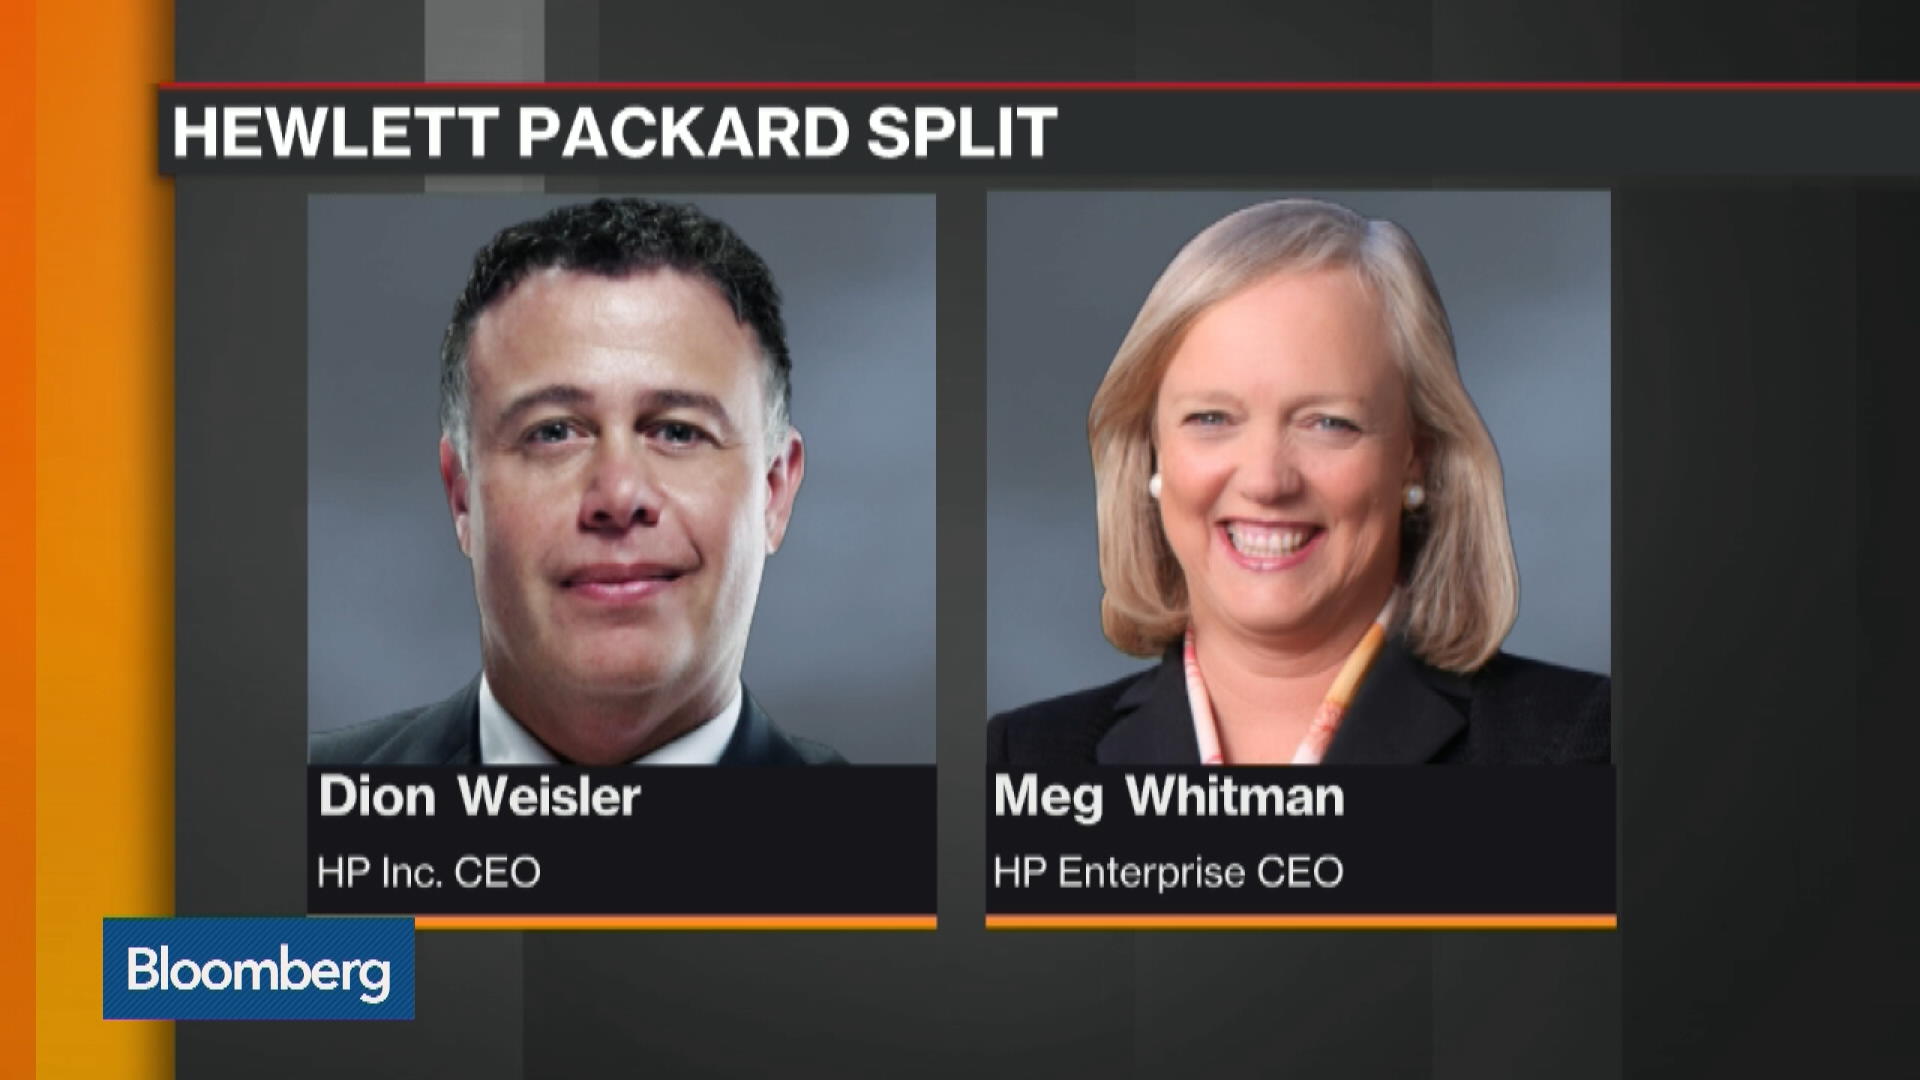 HEWLETT PACKARD SPLIT
Dion Weisler
HP Inc. CEO
Meg Whitman
HP Enterprise CEO
Bloomberg